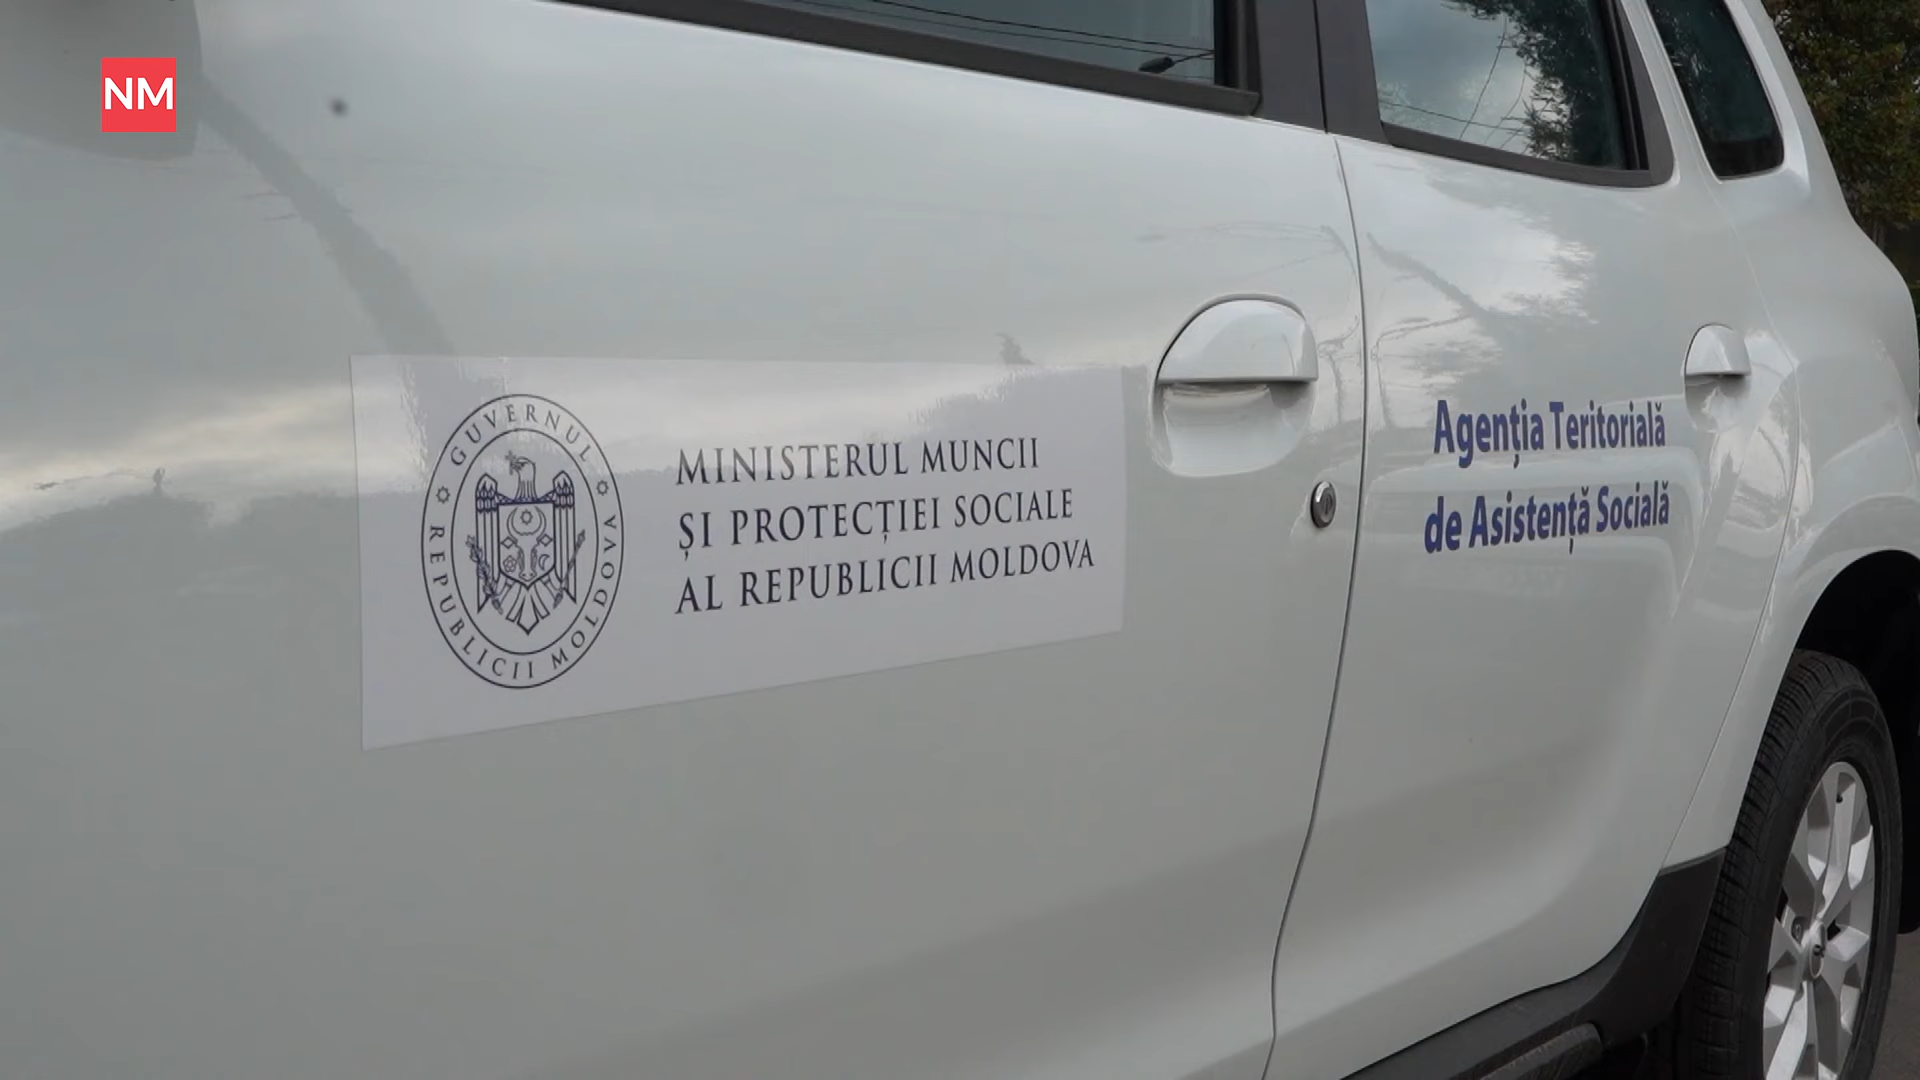 NM
GUVERNUL
REPUBLICII MOLDOVA
MINISTERUL MUNCII
ȘI PROTECȚIEI SOCIALE
AL REPUBLICII MOLDOVA
Agenția Teritorială
de Asistență Socială